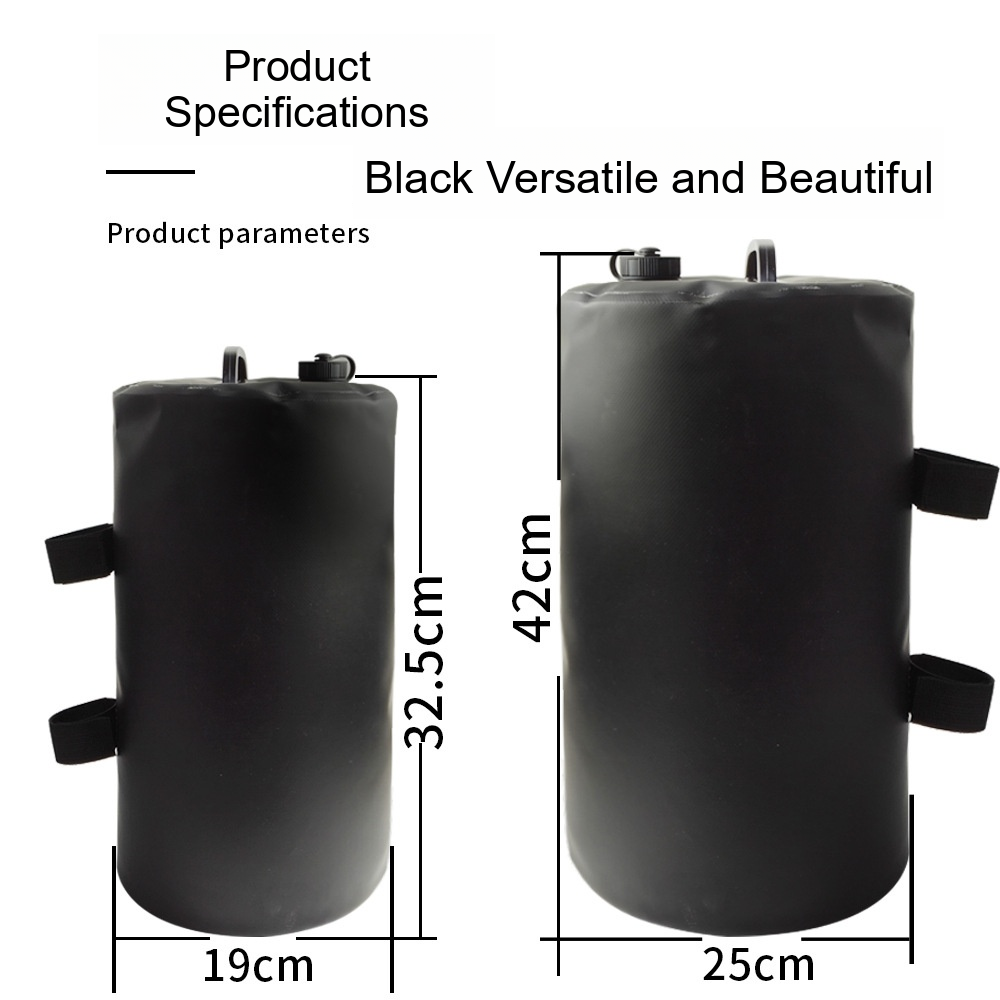 Product
Specifications
Black Versatile and Beautiful
Product parameters
42cm
32.5cm
19cm
25cm